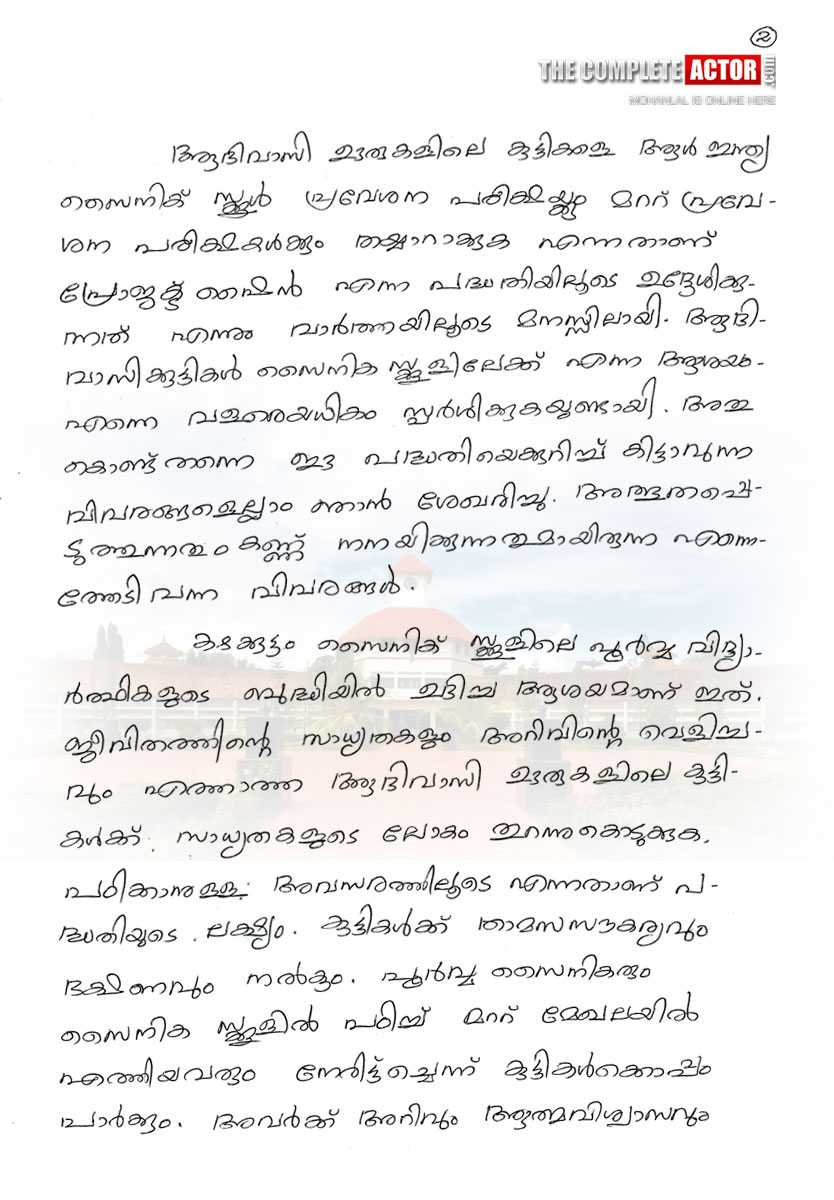 2
THE COMPLETE ACTOR .COM
MOHANLAL IS ONLINE HERE
ആദിവാസി ഊരുകളിലെ കുട്ടികളെ ആൾ ഇന്ത്യ
സൈനിക് സ്കൂൾ പ്രവേശന പരീക്ഷയ്ക്കും മററ് പ്രവേ-
ശന പരീക്ഷകൾക്കും തയ്യാറാക്കുക എന്നതാണ്
പ്രോജക്ട് ഷൈൻ എന്ന പദ്ധതിയിലൂടെ ഉദ്ദേശിക്കു-
ന്നത് എന്നും വാർത്തയിലൂടെ മനസ്സിലായി. ആദി-
വാസിക്കുട്ടികൾ സൈനിക സ്കൂളിലേക്ക് എന്ന ആശയം-
എന്നെ വളരെയധികം സ്പർശിക്കുകയുണ്ടായി. അതു
കൊണ്ട് തന്നെ ഈ പദ്ധതിയെക്കുറിച്ച് കിട്ടാവുന്ന
വിവരങ്ങളെല്ലാം ഞാൻ ശേഖരിച്ചു. അത്ഭുതപ്പെ-
ടുത്തുന്നതും കണ്ണ് നനയിക്കുന്നതുമായിരുന്നു എന്നെ-
ത്തേടി വന്ന വിവരങ്ങൾ.
കഴക്കൂട്ടം സൈനിക് സ്കൂളിലെ പൂർവ്വ വിദ്യാ-
ർത്ഥികളുടെ ബുദ്ധിയിൽ ഉദിച്ച ആശയമാണ് ഇത്.
ജീവിതത്തിന്റെ സാധ്യതകളും അറിവിന്റെ വെളിച്ച-
വും എത്താത്ത ആദിവാസി ഊരുകളിലെ കുട്ടി-
കൾക്ക് സാധ്യതകളുടെ ലോകം തുറന്നുകൊടുക്കുക.
പഠിക്കാനുള്ള അവസരത്തിലൂടെ എന്നതാണ് പ-
ദ്ധതിയുടെ ലക്ഷ്യം. കുട്ടികൾക്ക് താമസസൗകര്യവും
ഭക്ഷണവും നൽകും. പൂർവ്വ സൈനികരും
സൈനിക സ്കൂളിൽ പഠിച്ച് മററ് മേഖലയിൽ
എത്തിയവരും നേരിട്ട്ച്ചെന്ന് കുട്ടികൾക്കൊപ്പം
പാർക്കും. അവർക്ക് അറിവും ആത്മവിശ്വാസവും